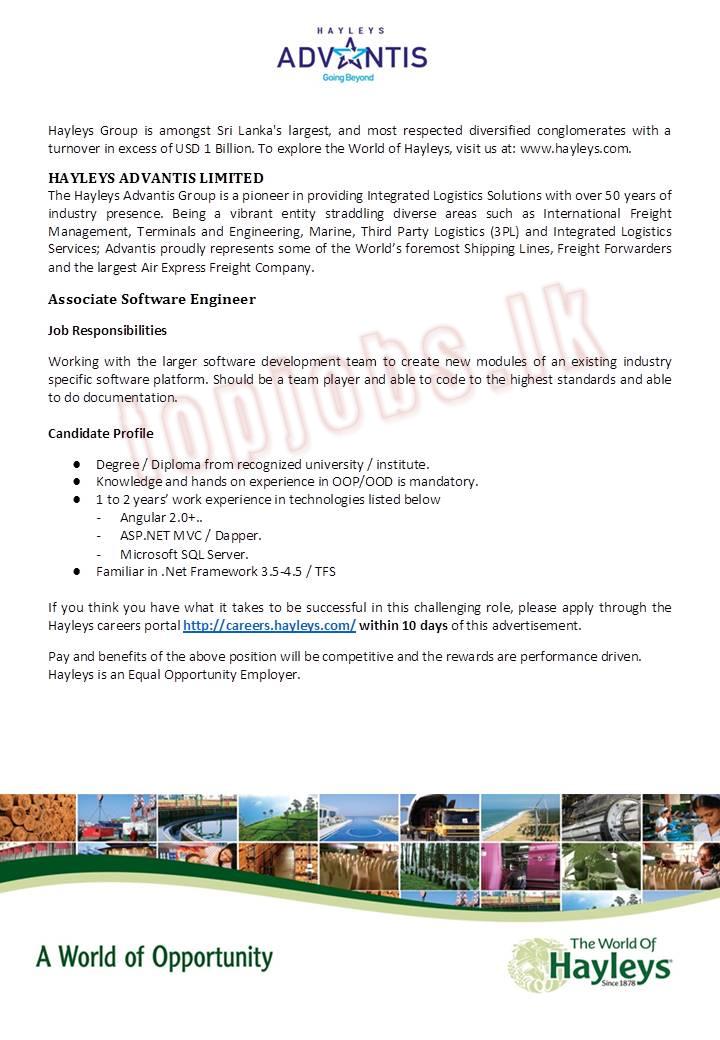 HAYLEYS
ADVANTIS
Going Beyond
Hayleys Group is amongst Sri Lanka's largest, and most respected diversified conglomerates with a
turnover in excess of USD 1 Billion. To explore the World of Hayleys, visit us at: www.hayleys.com.
HAYLEYS ADVANTIS LIMITED
The Hayleys Advantis Group is a pioneer in providing Integrated Logistics Solutions with over 50 years of
industry presence. Being a vibrant entity straddling diverse areas such as International Freight
Management, Terminals and Engineering, Marine, Third Party Logistics (3PL) and Integrated Logistics
Services; Advantis proudly represents some of the World’s foremost Shipping Lines, Freight Forwarders
and the largest Air Express Freight Company.
Associate Software Engineer
Job Responsibilities
Working with the larger software development team to create new modules of an existing industry
specific software platform. Should be a team player and able to code to the highest standards and able
to do documentation.
topjobs.lk
Candidate Profile
● Degree / Diploma from recognized university / institute.
● Knowledge and hands on experience in OOP/OOD is mandatory.
● 1 to 2 years’ work experience in technologies listed below
- Angular 2.0+..
- ASP.NET MVC / Dapper.
- Microsoft SQL Server.
● Familiar in .Net Framework 3.5-4.5 / TFS
If you think you have what it takes to be successful in this challenging role, please apply through the
Hayleys careers portal http://careers.hayleys.com/ within 10 days of this advertisement.
Pay and benefits of the above position will be competitive and the rewards are performance driven.
Hayleys is an Equal Opportunity Employer.
A World of Opportunity
The World Of
Hayleys
Since 1878